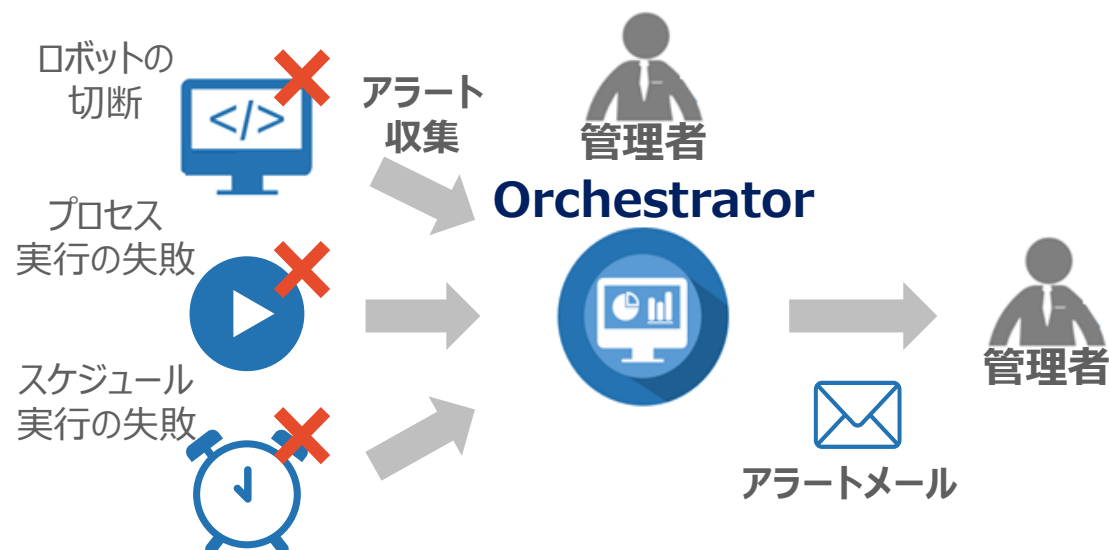 ロボットの
切断
</>
アラート
収集
管理者
Orchestrator
プロセス
実行の失敗
スケジュール
実行の失敗
管理者
アラートメール